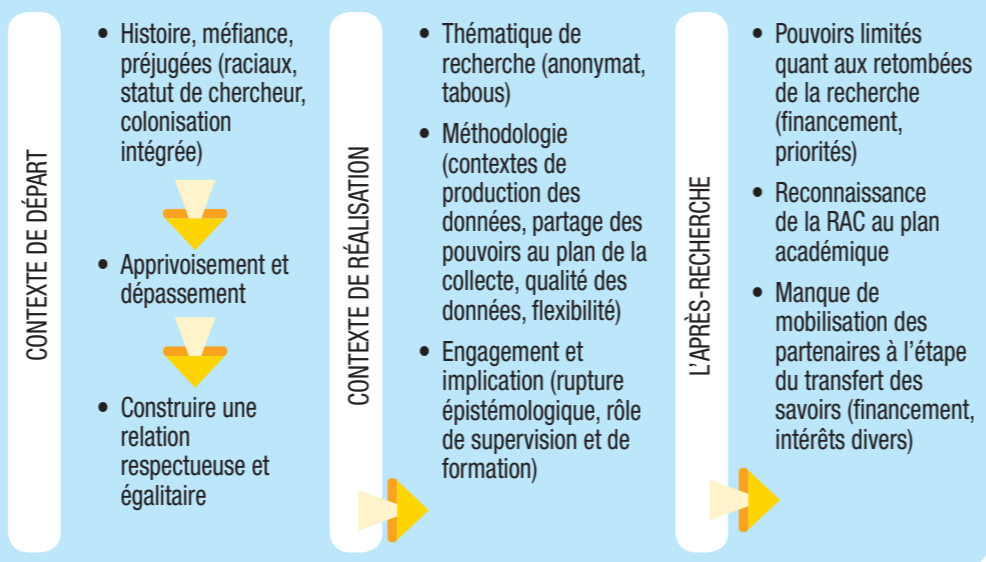 CONTEXTE DE DÉPART
• Histoire, méfiance,
préjugées (raciaux,
statut de chercheur,
colonisation
intégrée)
• Apprivoisement et
dépassement
• Construire une
relation
respectueuse et
égalitaire
CONTEXTE DE RÉALISATION
• Thématique de
recherche (anonymat,
tabous)
• Méthodologie
(contextes de
production des
données, partage des
pouvoirs au plan de la
collecte, qualité des
données, flexibilité)
• Engagement et
implication (rupture
épistémologique, rôle
de supervision et de
formation)
L'APRÈS-RECHERCHE
• Pouvoirs limités
quant aux retombées
de la recherche
(financement,
priorités)
• Reconnaissance
de la RAC au plan
académique
• Manque de
mobilisation des
partenaires à l'étape
du transfert des
savoirs (financement,
intérêts divers)